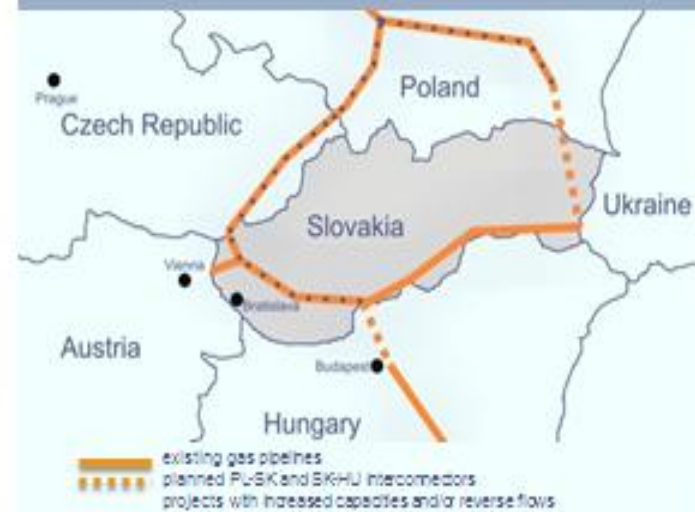 Prague
Czech Republic
Poland
Slovakia
Ukraine
Vienna
Bratislava
Austria
Budapest
Hungary
existing gas pipelines
planned PL-SK and SK-HU interconnectors
projects with increased capacities and/or reverse flows